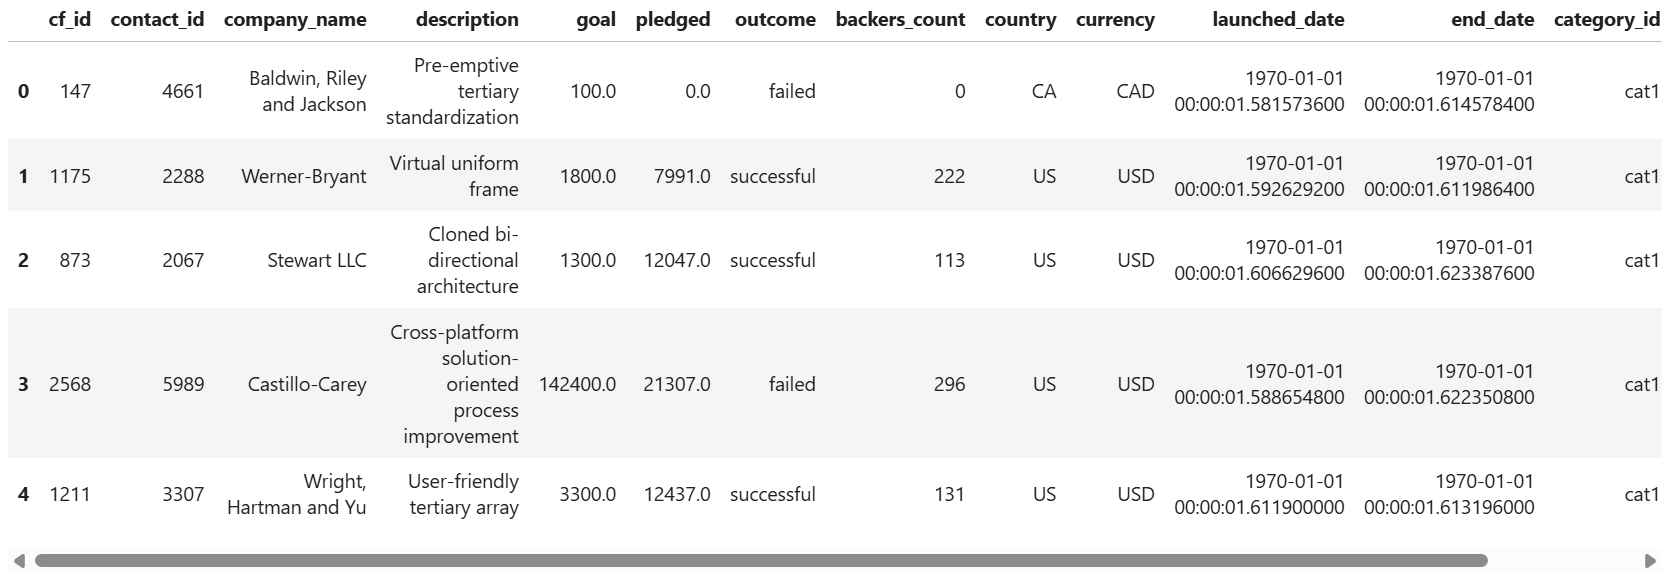 cf_id contact_id company_name description goal pledged outcome backers_count country currency launched_date end_date category_id
0 147 4661 Baldwin, Riley and Jackson Pre-emptive tertiary standardization 100.0 0.0 failed 0 CA CAD 1970-01-01 00:00:01.581573600 1970-01-01 00:00:01.614578400 cat1
1 1175 2288 Werner-Bryant Virtual uniform frame 1800.0 7991.0 successful 222 US USD 1970-01-01 00:00:01.592629200 1970-01-01 00:00:01.611986400 cat1
2 873 2067 Stewart LLC Cloned bi-directional architecture 1300.0 12047.0 successful 113 US USD 1970-01-01 00:00:01.606629600 1970-01-01 00:00:01.623387600 cat1
3 2568 5989 Castillo-Carey Cross-platform solution-oriented process improvement 142400.0 21307.0 failed 296 US USD 1970-01-01 00:00:01.588654800 1970-01-01 00:00:01.622350800 cat1
4 1211 3307 Wright, Hartman and Yu User-friendly tertiary array 3300.0 12437.0 successful 131 US USD 1970-01-01 00:00:01.611900000 1970-01-01 00:00:01.613196000 cat1